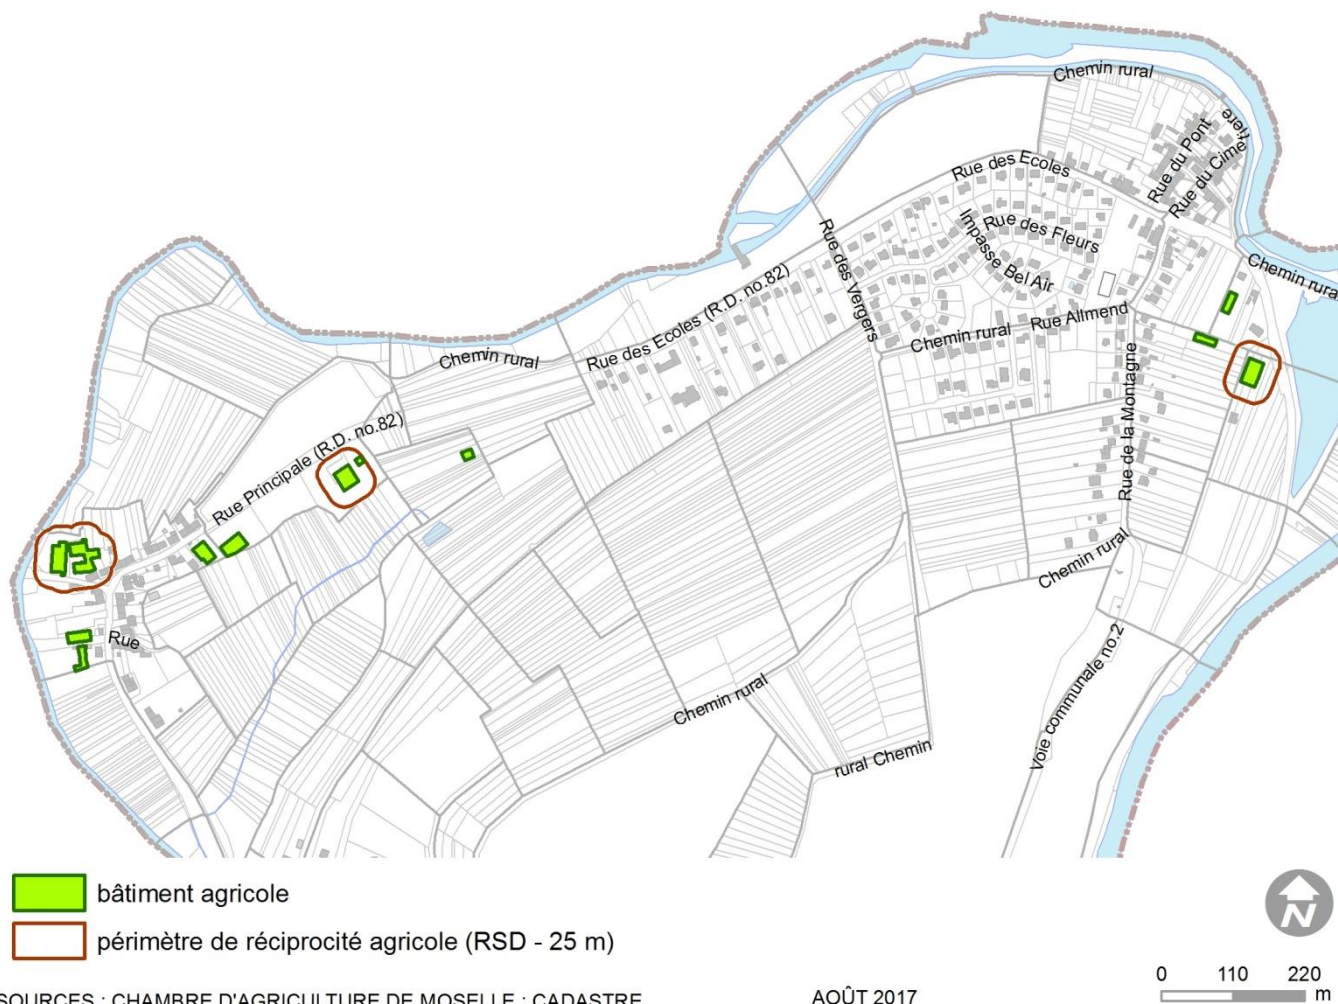 Chemin rural
Rue du Pont
Rue du Cime
tière
Rue des Ecoles
Rue des Fleurs
Impasse Bel Air
Rue des Vergers
Chemin rura
Rue des Ecoles (R.D. no.82)
Chemin rural
Rue Allmend
Chemin rural
Rue de la Montagne
Rue Principale (R.D. no.82)
Chemin rural
Rue
Chemin rural
Voie communale no.2
rural Chemin
bâtiment agricole
périmètre de réciprocité agricole (RSD - 25 m)
N
0 110 220
m
SOURCES : CHAMBRE D'AGRICULTURE DE MOSELLE ; CADASTRE
AOÛT 2017